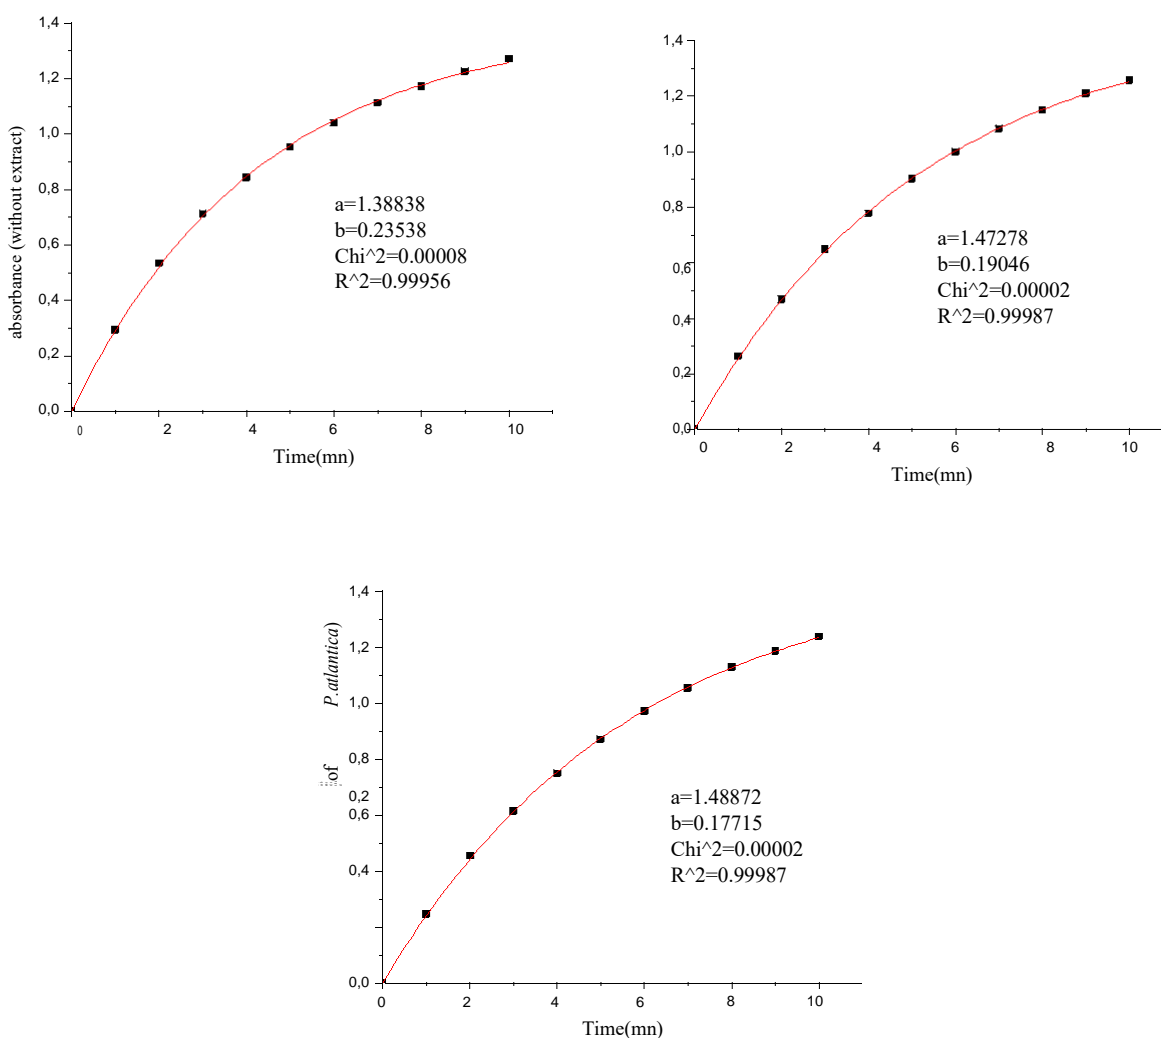 absorbance (without extract)
1,4
1,2
1,0
0,8
0,6
0,4
0,2
0,0
a=1.38838
b=0.23538
Chi^2=0.00008
R^2=0.99956
0 2 4 6 8 10
Time(mn)
1,4
1,2
1,0
0,8
0,6
0,4
0,2
0,0
a=1.47278
b=0.19046
Chi^2=0.00002
R^2=0.99987
0 2 4 6 8 10
Time(mn)
of P.atlantica)
1,4
1,2
1,0
0,8
0,2
0,6
0,4
0,0
a=1.48872
b=0.17715
Chi^2=0.00002
R^2=0.99987
0 2 4 6 8 10
Time(mn)